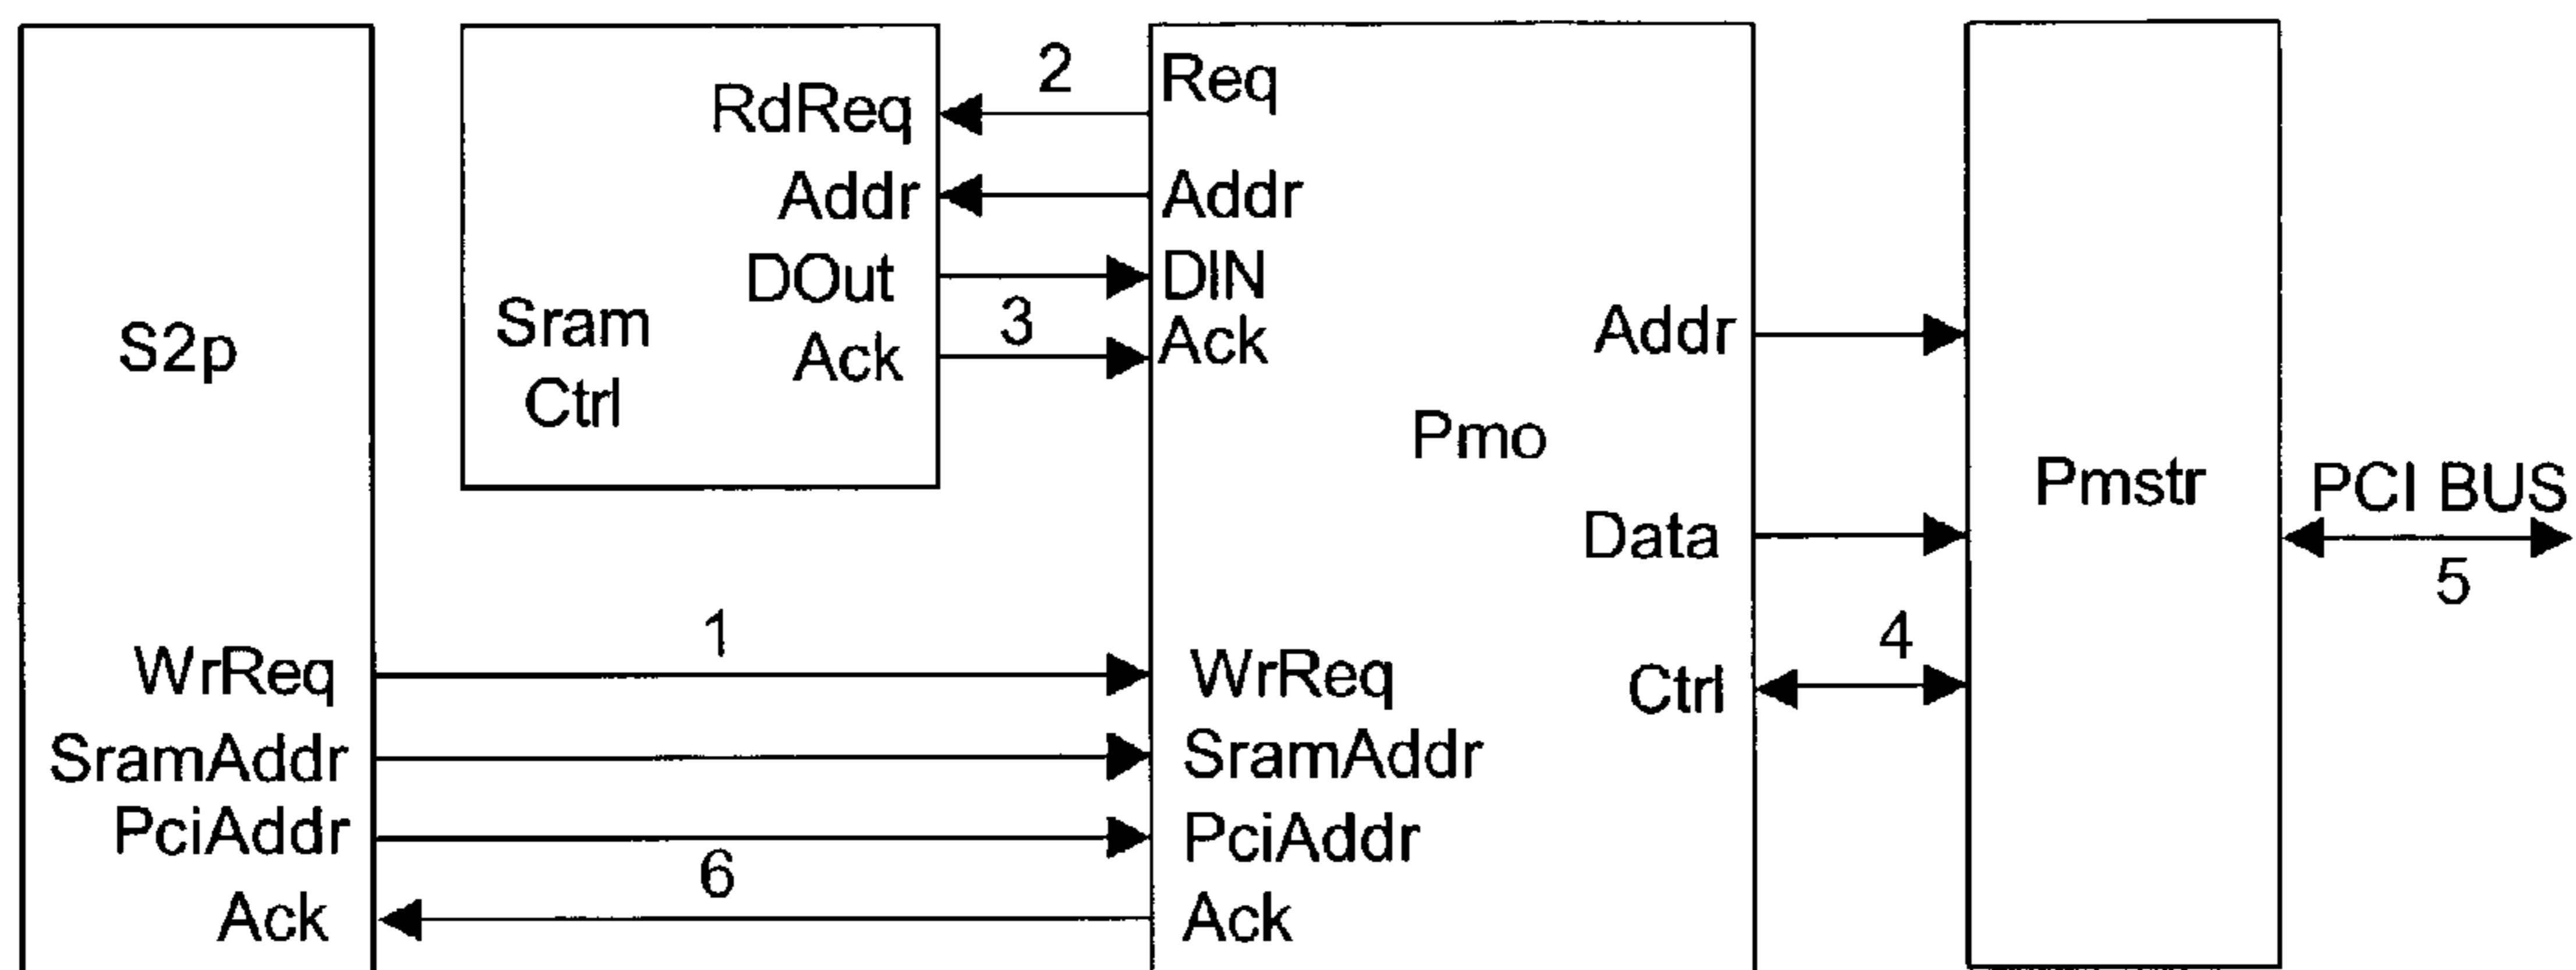 S2p
WrReq
SramAddr
PciAddr
Ack
Sram
Ctrl
RdReq
Addr
DOut
Ack
2
3
1
6
Req
Addr
DIN
Ack
Pmo
WrReq
SramAddr
PciAddr
Ack
Addr
Data
Ctrl
4
Pmstr
PCI BUS
5